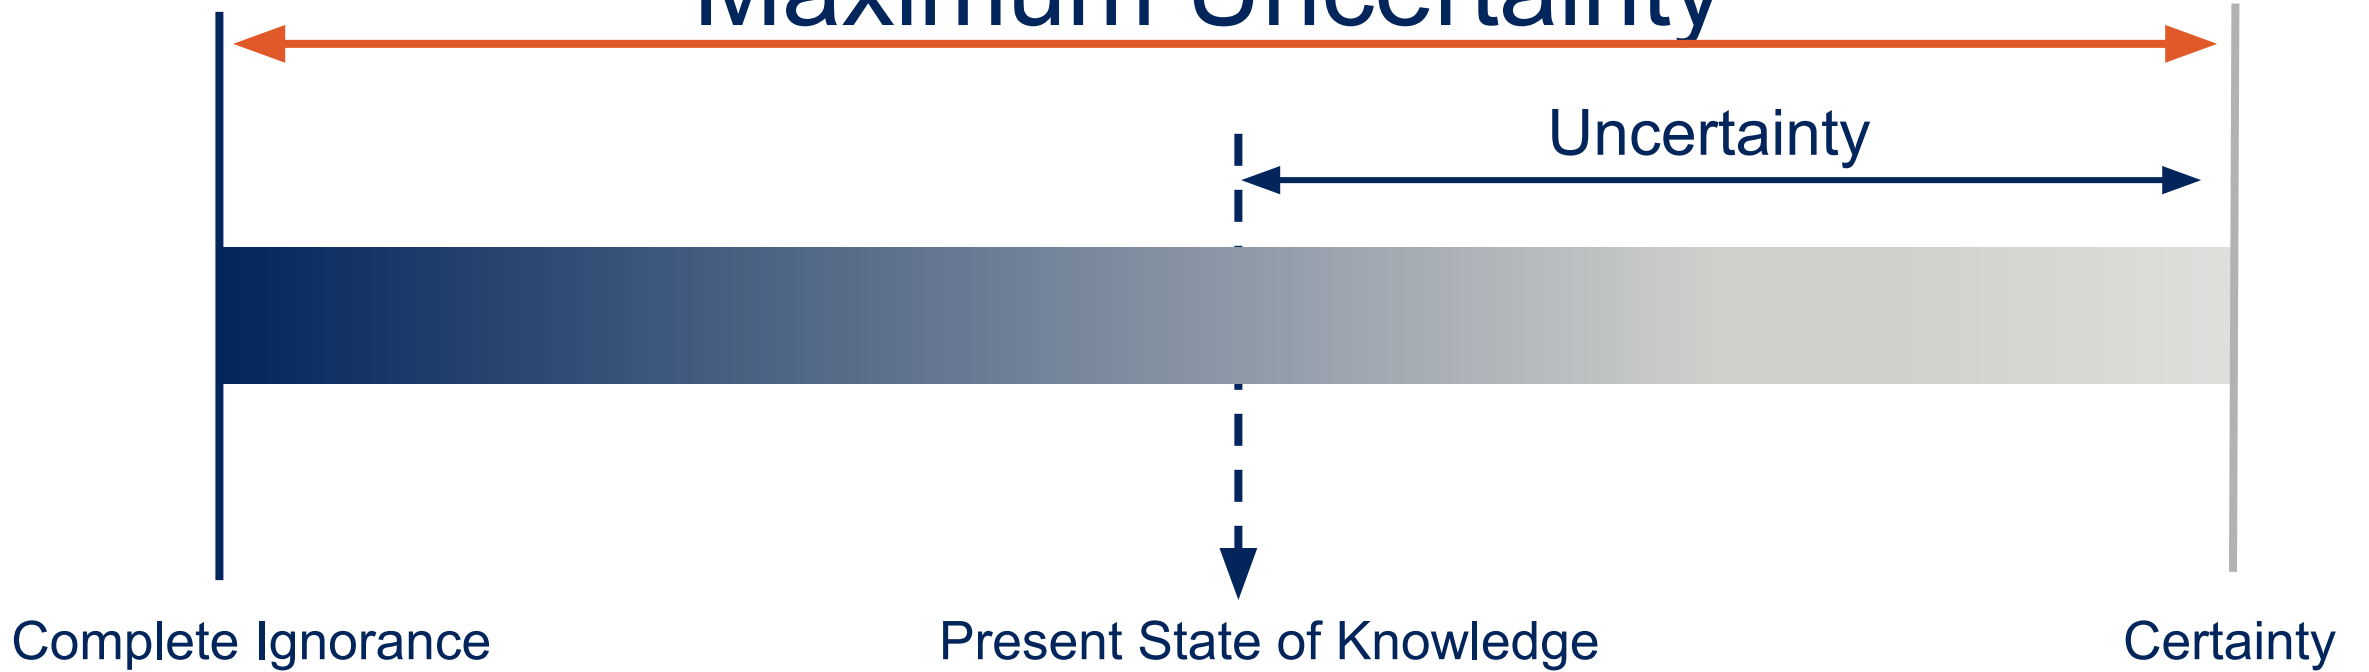 Maximum Uncertainty
Uncertainty
Complete Ignorance
Present State of Knowledge
Certainty